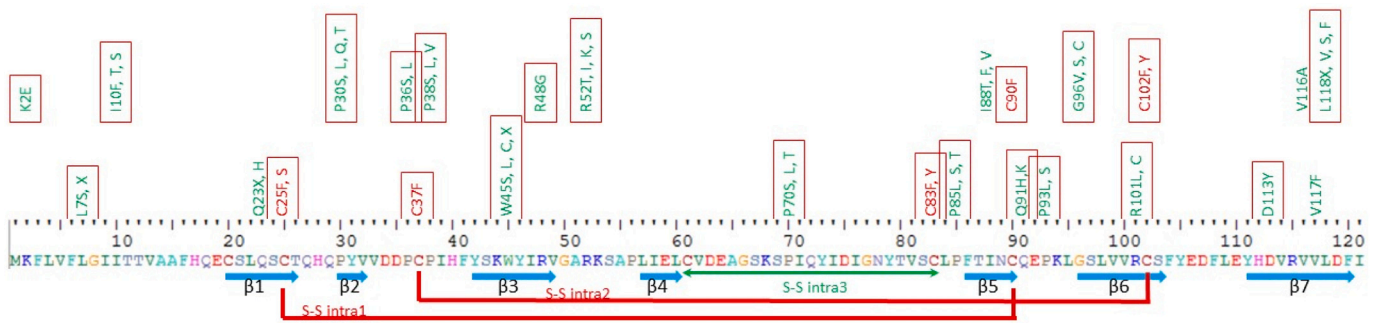 K2E
I10F, T, S
P30S, L, Q, T
P36S, L
P38S, L, V
R48G
R52T, I, K, S
I88T, F, V
C90F
G96V, S, C
C102F, Y
V116A
L118X, V, S, F
L7S, X
Q23X, H
C25F, S
C37F
W45S, L, C, X
P70S, L, T
C83F, Y
P85L, S, T
Q91H,K
P93L, S
R101L, C
D113Y
V117F
10 20 30 40 50 60 70 80 90 100 110 120
MKFLVFLGIITTVAAFHQECSLQSCTQHQPYVVDDPCPIHFYSKWYIRVGARKSAPLIELCVDEAGSKSPIQYIDIGNYTVSCLPFTINCQEPKLGSLVVRCSFYEDFLEYHDVRVVLDFI
β1 β2 β3 β4 β5 β6 β7
S-S intra2 S-S intra3
S-S intra1